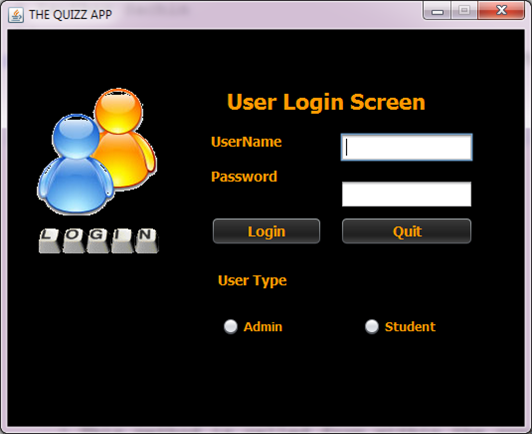 THE QUIZZ APP
User Login Screen
UserName
Password
LOGIN
Login Quit
User Type
Admin Student